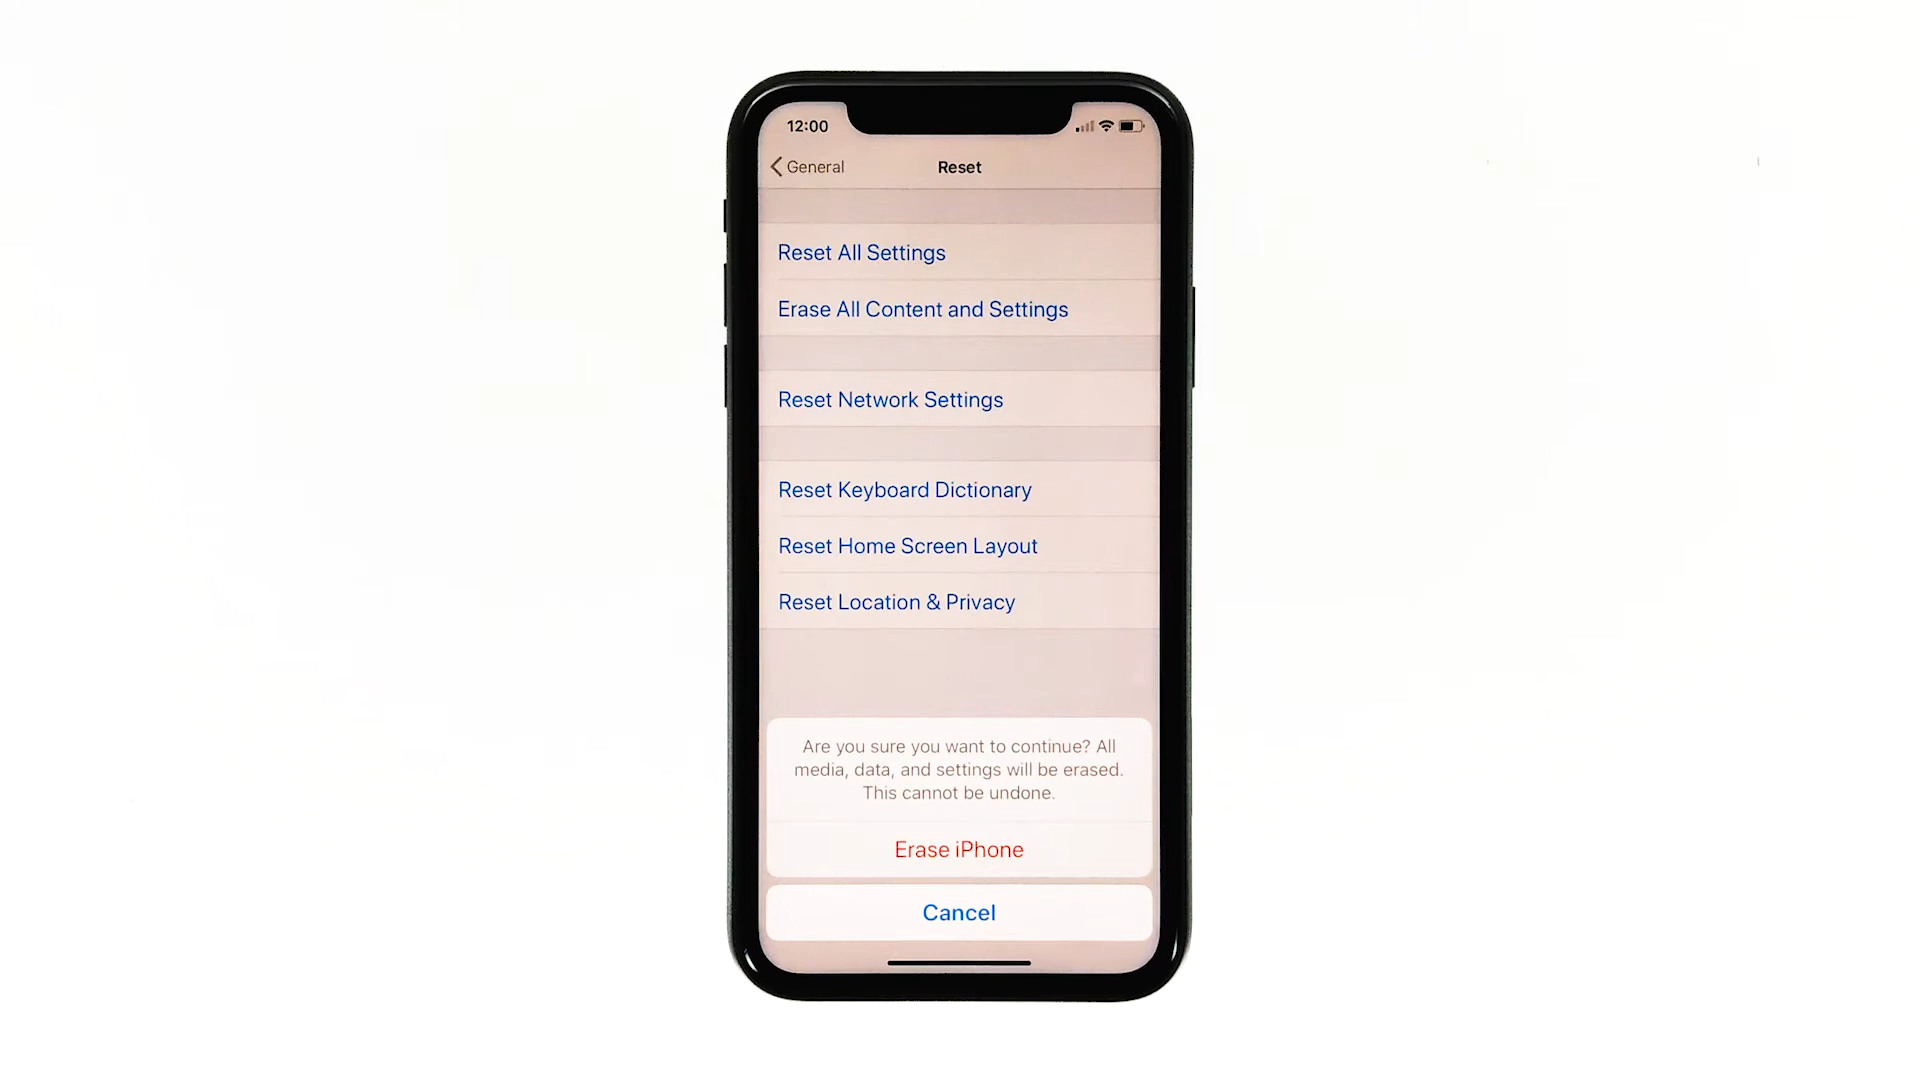 12:00
General
Reset
Reset All Settings
Erase All Content and Settings
Reset Network Settings
Reset Keyboard Dictionary
Reset Home Screen Layout
Reset Location & Privacy
Are you sure you want to continue? All
media, data, and settings will be erased.
This cannot be undone.
Erase iPhone
Cancel